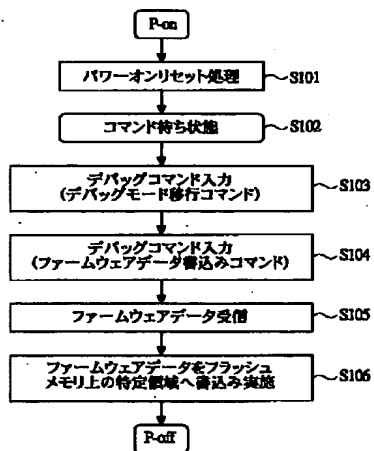 P-on
パワーオンリセット処理
S101
コマンド待ち状態
S102
デバッグコマンド入力
(デバッグモード移行コマンド)
S103
デバッグコマンド入力
(ファームウェアデータ書込みコマンド)
S104
ファームウェアデータ受信
S105
ファームウェアデータをフラッシュ
メモリ上の特定領域へ書込み実施
S106
P-off